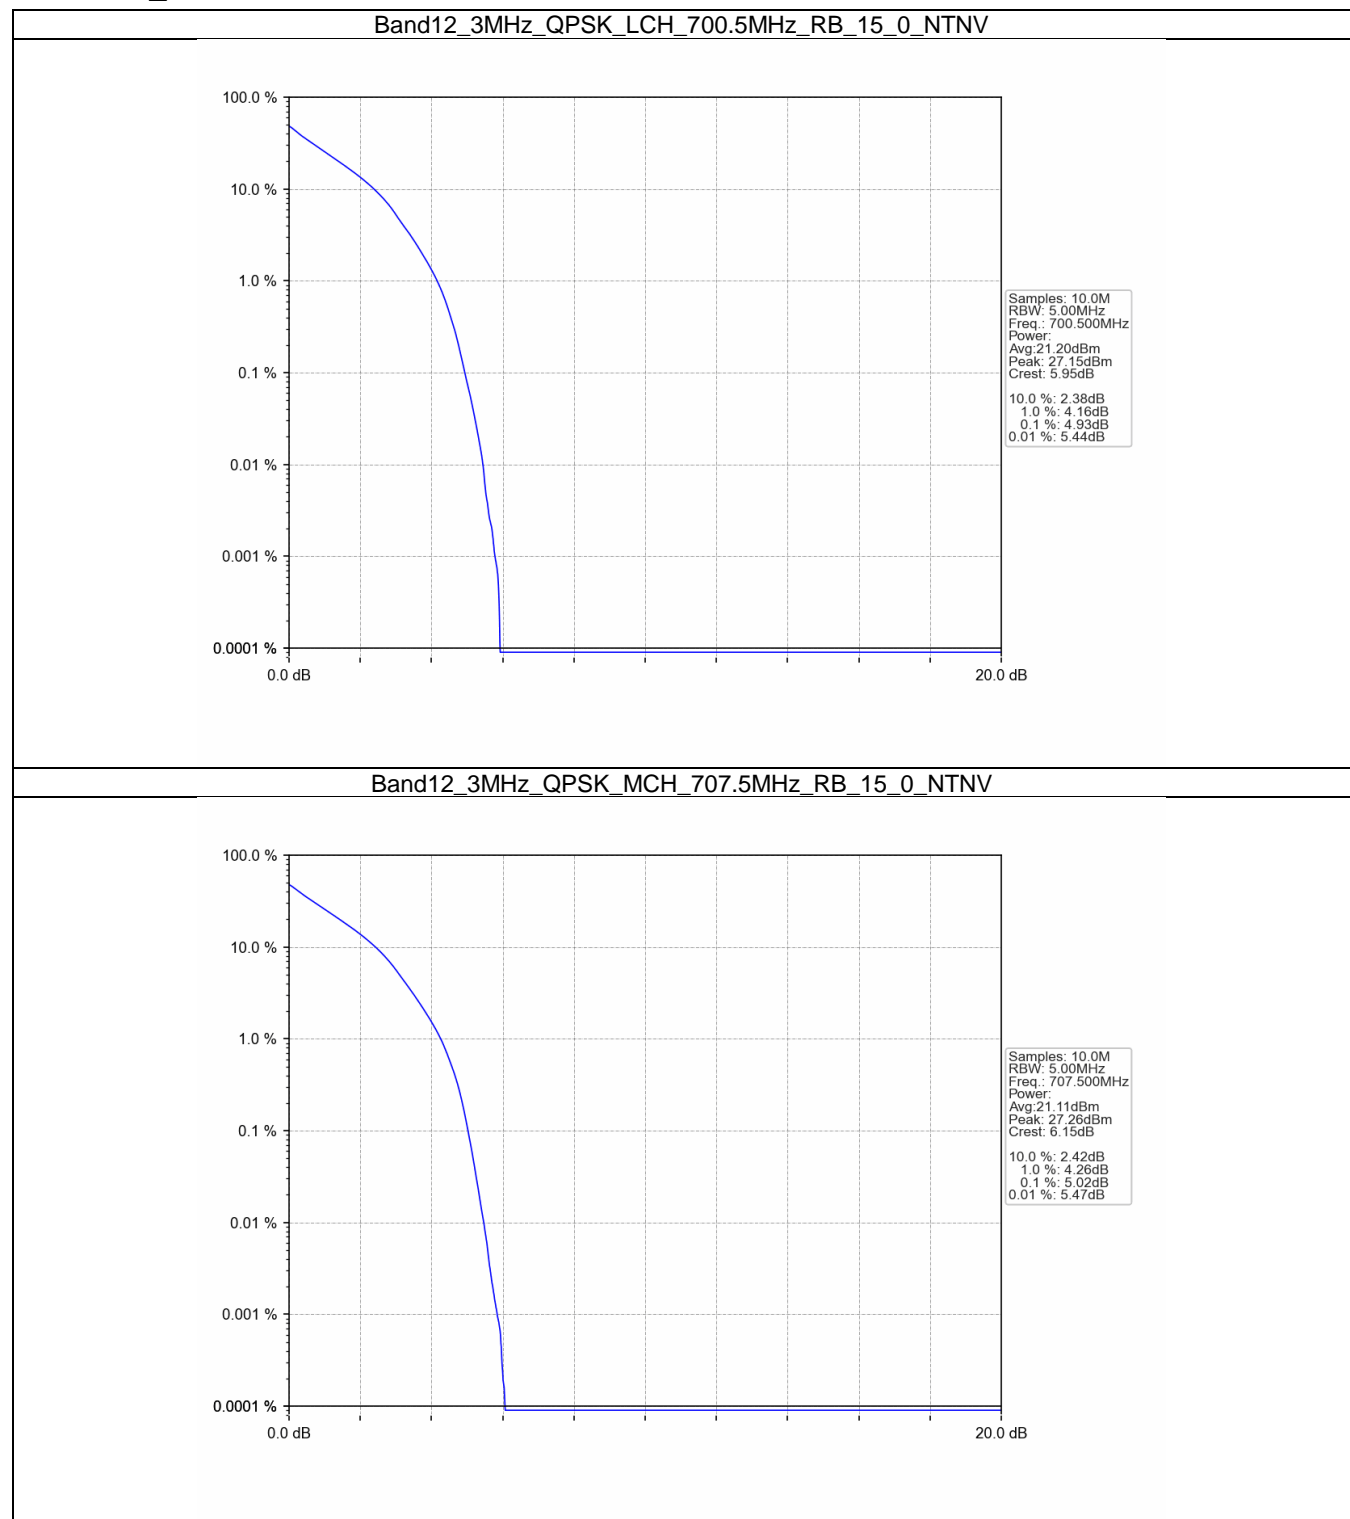 Band12_3MHz_QPSK_LCH_700.5MHz_RB_15_0_NTNV
100.0 %
10.0 %
1.0 %
0.1 %
0.01 %
0.001 %
0.0001 %
0.0 dB
20.0 dB
Samples: 10.0M
RBW: 5.00MHz
Freq.: 700.500MHz
Power:
Avg:21.20dBm
Peak: 27.15dBm
Crest: 5.95dB
10.0 %: 2.38dB
1.0 %: 4.16dB
0.1 %: 4.93dB
0.01 %: 5.44dB
Band12_3MHz_QPSK_MCH_707.5MHz_RB_15_0_NTNV
100.0 %
10.0 %
1.0 %
0.1 %
0.01 %
0.001 %
0.0001 %
0.0 dB
20.0 dB
Samples: 10.0M
RBW: 5.00MHz
Freq.: 707.500MHz
Power:
Avg:21.11dBm
Peak: 27.26dBm
Crest: 6.15dB
10.0 %: 2.42dB
1.0 %: 4.26dB
0.1 %: 5.02dB
0.01 %: 5.47dB